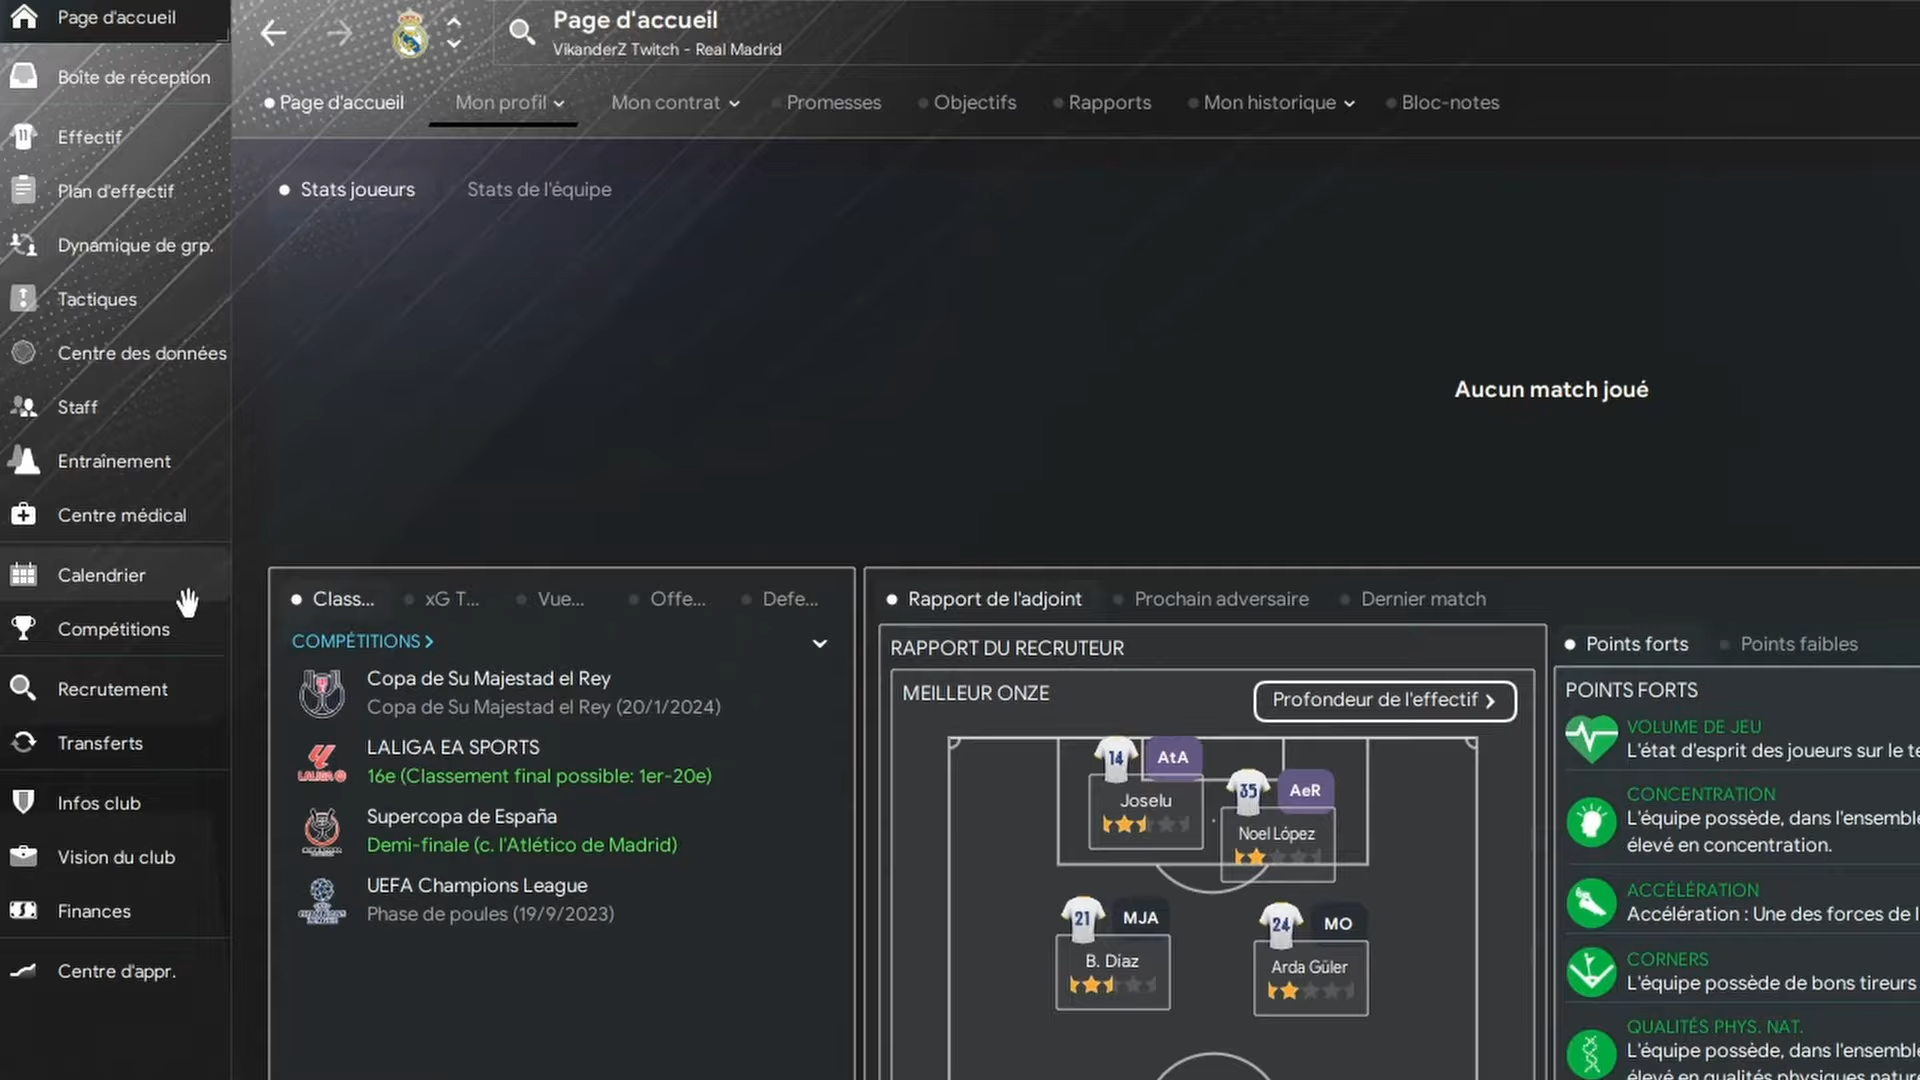 Page d'accueil
Boîte de réception
Effectif
Plan d'effectif
Dynamique de grp.
Tactiques
Centre des données
Staff
Entraînement
Centre médical
Calendrier
Compétitions
Recrutement
Transferts
Infos club
Vision du club
Finances
Centre d'appr.
Page d'accueil
VikanderZ Twitch - Real Madrid
Page d'accueil Mon profil Mon contrat Promesses Objectifs Rapports Mon historique Bloc-notes
Stats joueurs Stats de l'équipe
Aucun match joué
Class... xG T... Vue... Offe... Defe...
COMPÉTITIONS >
Copa de Su Majestad el Rey
Copa de Su Majestad el Rey (20/1/2024)
LALIGA EA SPORTS
16e (Classement final possible: 1er-20e)
Supercopa de España
Demi-finale (c. l'Atlético de Madrid)
UEFA Champions League
Phase de poules (19/9/2023)
Rapport de l'adjoint Prochain adversaire Dernier match
RAPPORT DU RECRUTEUR
MEILLEUR ONZE
Profondeur de l'effectif >
14 AtA
Joselu
35 AeR
Noel López
21 MJA
B. Díaz
24 MO
Arda Güler
Points forts Points faibles
POINTS FORTS
VOLUME DE JEU
L'état d'esprit des joueurs sur le
CONCENTRATION
L'équipe possède, dans l'ensemble
élevé en concentration.
ACCÉLÉRATION
Accélération : Une des forces de
CORNERS
L'équipe possède de bons tireurs
QUALITÉS PHYS. NAT.
L'équipe possède, dans l'ensemble
élevé en qualités physiques